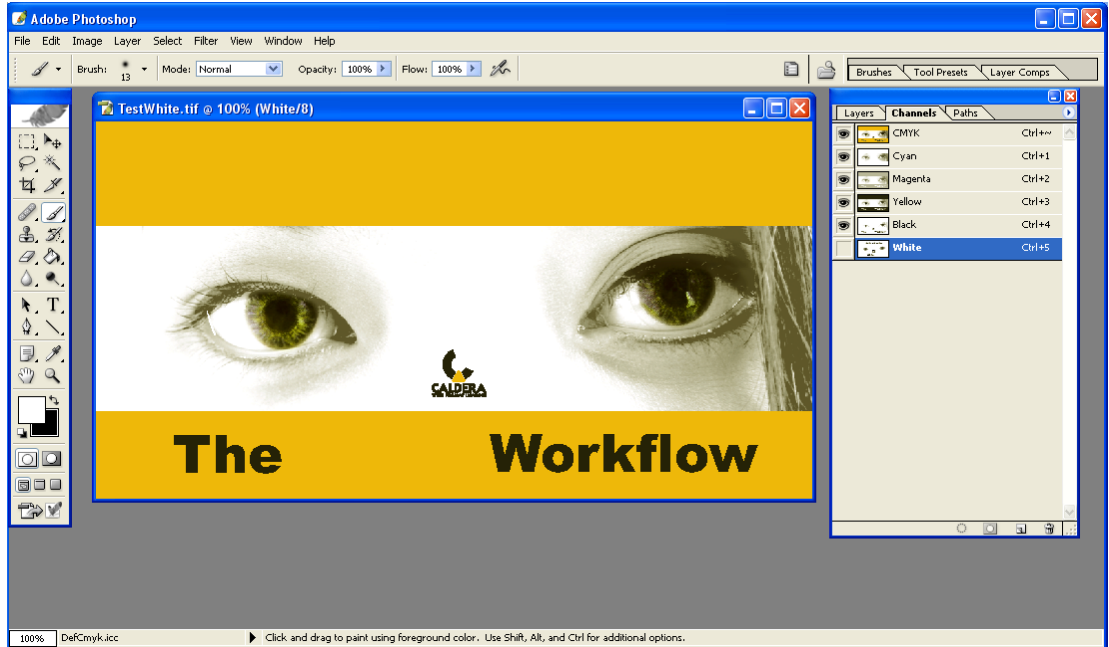 Adobe Photoshop
File Edit Image Layer Select Filter View Window Help
Brush: 13 Mode: Normal Opacity: 100% Flow: 100% Brushes Tool Presets Layer Comps
TestWhite.tif @ 100% (White/8)
Layers Channels Paths
CMYK Ctrl+~
Cyan Ctrl+1
Magenta Ctrl+2
Yellow Ctrl+3
Black Ctrl+4
White Ctrl+5
CALDERA
The Workflow
100% DefCmyk.icc Click and drag to paint using foreground color. Use Shift, Alt, and Ctrl for additional options.